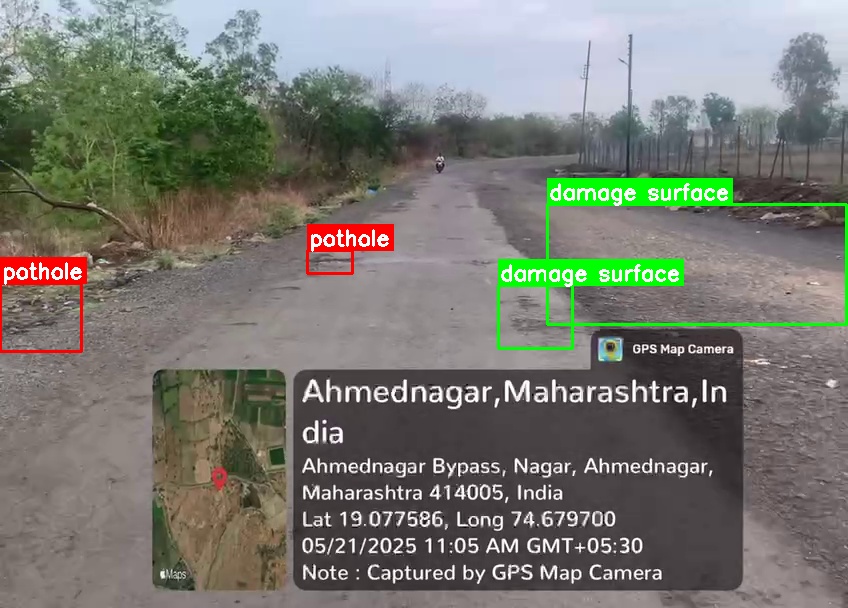 damage surface
pothole
pothole
damage surface
GPS Map Camera
Ahmednagar,Maharashtra,In
dia
Ahmednagar Bypass, Nagar, Ahmednagar,
Maharashtra 414005, India
Lat 19.077586, Long 74.679700
05/21/2025 11:05 AM GMT+05:30
Note : Captured by GPS Map Camera
Maps